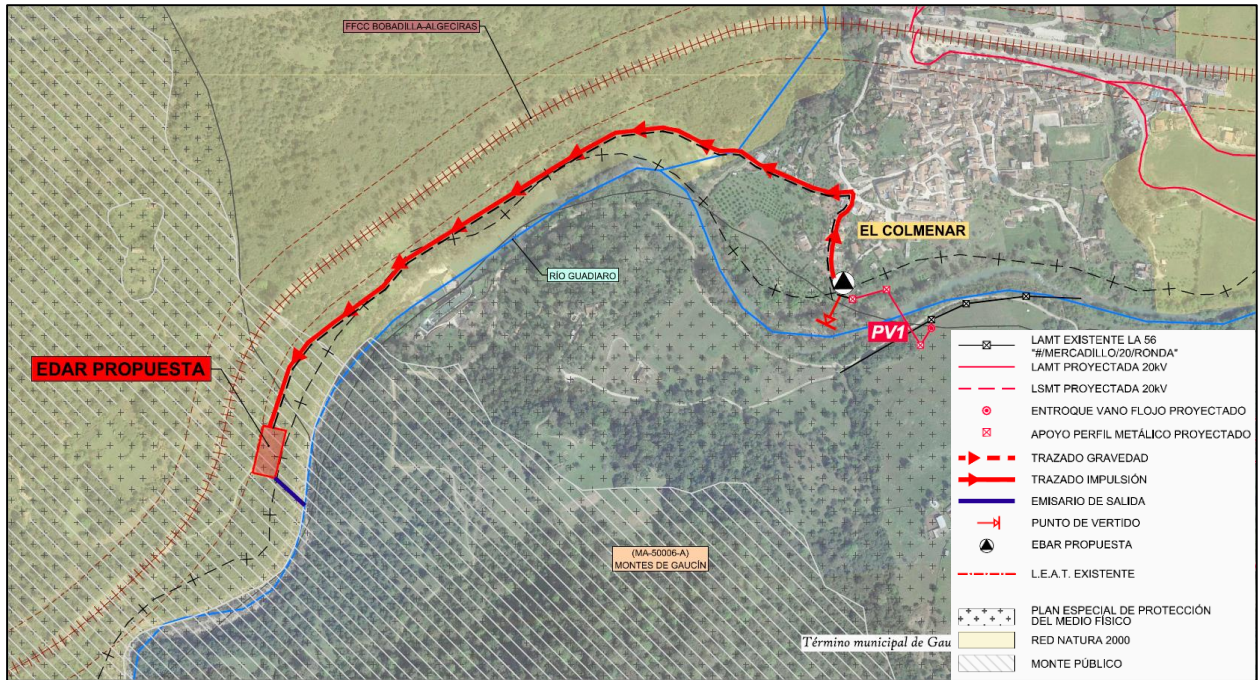 FFCC BOBADILLA-ALGECIRAS
EL COLMENAR
RÍO GUADIARO
PV1
EDAR PROPUESTA
(MA-50006-A)
MONTES DE GAUCÍN
Término municipal de Gau
LAMT EXISTENTE LA 56
"#/MERCADILLO/20/RONDA"
LAMT PROYECTADA 20kV
LSMT PROYECTADA 20kV
ENTROQUE VANO FLOJO PROYECTADO
APOYO PERFIL METÁLICO PROYECTADO
TRAZADO GRAVEDAD
TRAZADO IMPULSIÓN
EMISARIO DE SALIDA
PUNTO DE VERTIDO
EBAR PROPUESTA
L.E.A.T. EXISTENTE
PLAN ESPECIAL DE PROTECCIÓN
DEL MEDIO FÍSICO
RED NATURA 2000
MONTE PÚBLICO